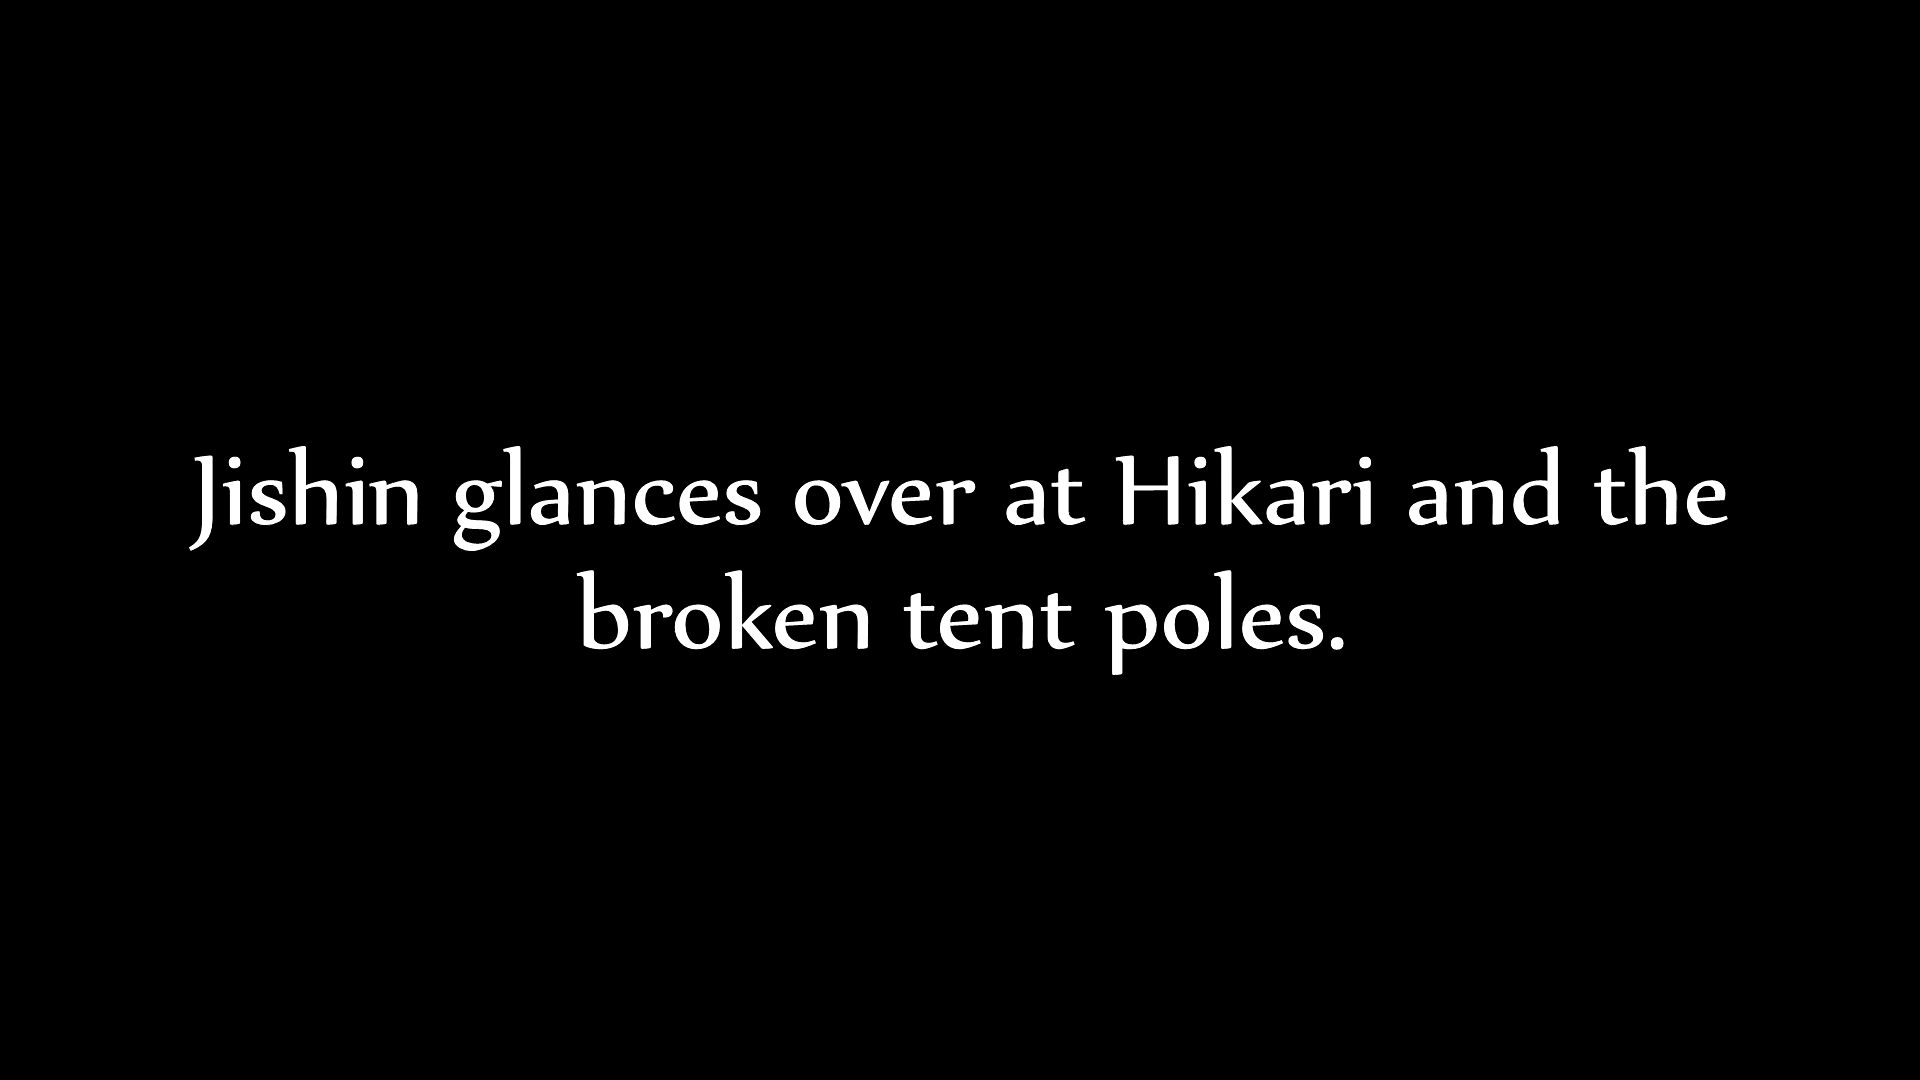 Jishin glances over at Hikari and the
broken tent poles.